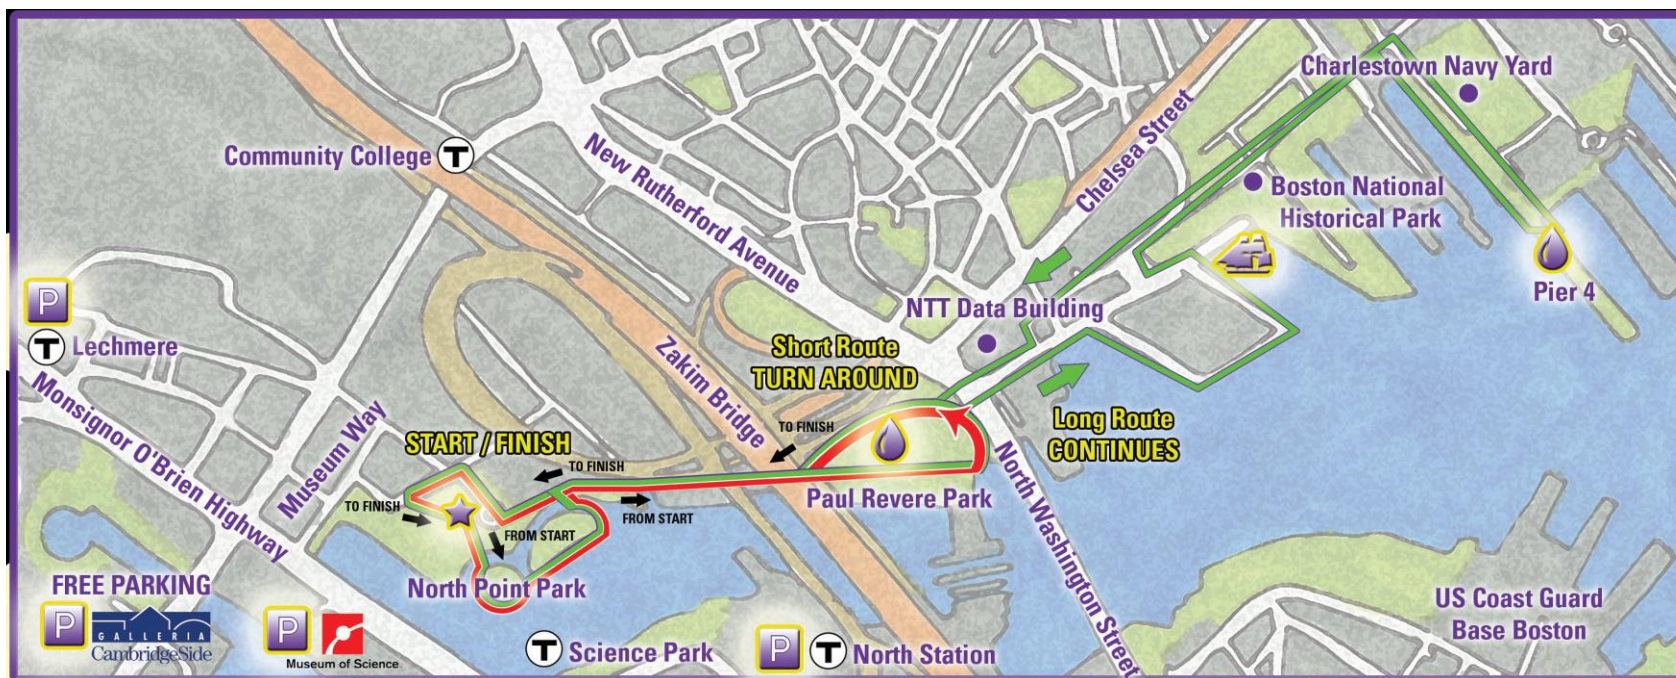 Charlestown Navy Yard
Community College
T
New Rutherford Avenue
Chelsea Street
Boston National
Historical Park
Pier 4
P
T
Lechmere
NTT Data Building
Zakim Bridge
Short Route
TURN AROUND
Monsignor O'Brien Highway
Museum Way
START / FINISH
TO FINISH
Long Route
CONTINUES
TO FINISH
TO FINISH
FROM START
FROM START
Paul Revere Park
North Washington Street
North Point Park
FREE PARKING
P
GALLERIA
CambridgeSide
P
Museum of Science
T
Science Park
P
T
North Station
US Coast Guard
Base Boston